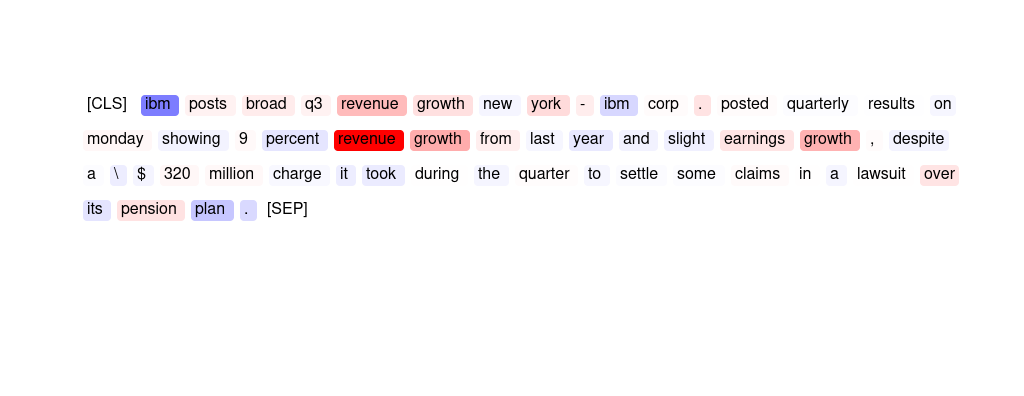 [CLS] ibm posts broad q3 revenue growth new york - ibm corp . posted quarterly results on
monday showing 9 percent revenue growth from last year and slight earnings growth , despite
a \ $ 320 million charge it took during the quarter to settle some claims in a lawsuit over
its pension plan . [SEP]